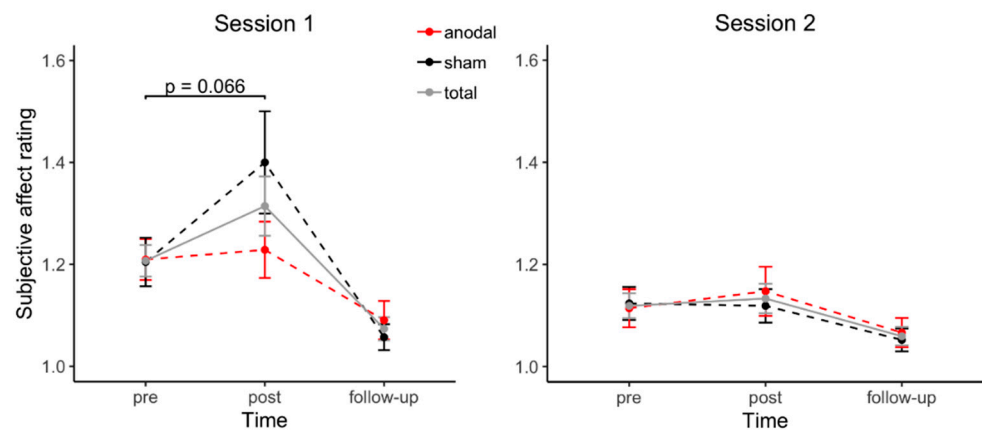 Session 1
Session 2
anodal
sham
total
p = 0.066
Subjective affect rating
1.6
1.4
1.2
1.0
pre
post
follow-up
Time
1.6
1.4
1.2
1.0
pre
post
follow-up
Time